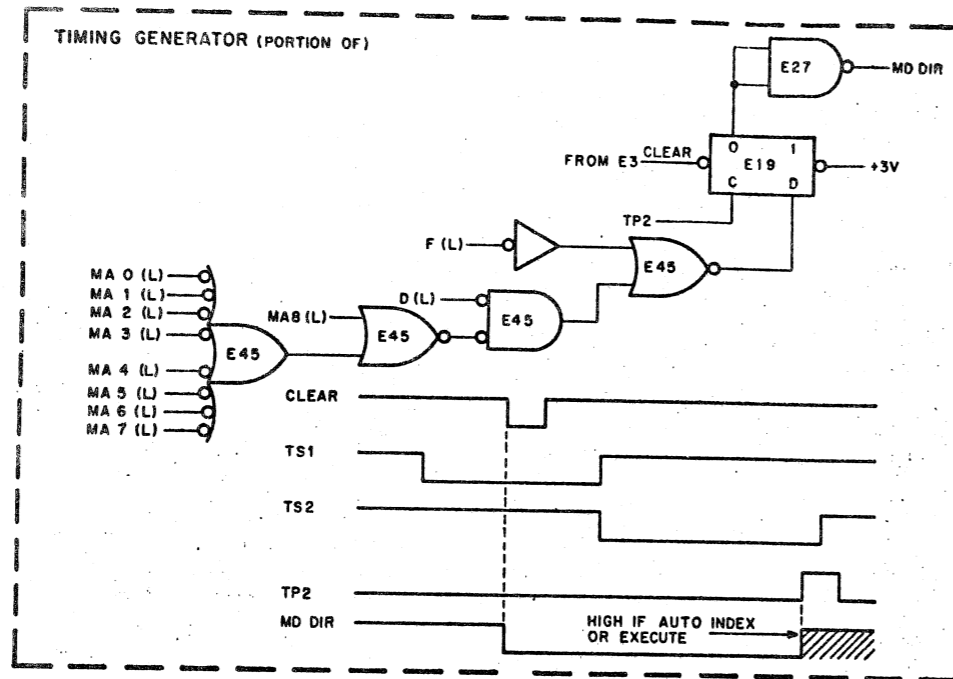 TIMING GENERATOR (PORTION OF)
E27
MD DIR
0 1
FROM E3 CLEAR
E19
+3V
C D
TP2
F (L)
E45
MA 0 (L)
MA 1 (L)
MA 2 (L)
MA 3 (L)
MA 4 (L)
MA 5 (L)
MA 6 (L)
MA 7 (L)
E45
MA8 (L)
E45
D (L)
E45
CLEAR
TS1
TS2
TP2
MD DIR
HIGH IF AUTO INDEX
OR EXECUTE